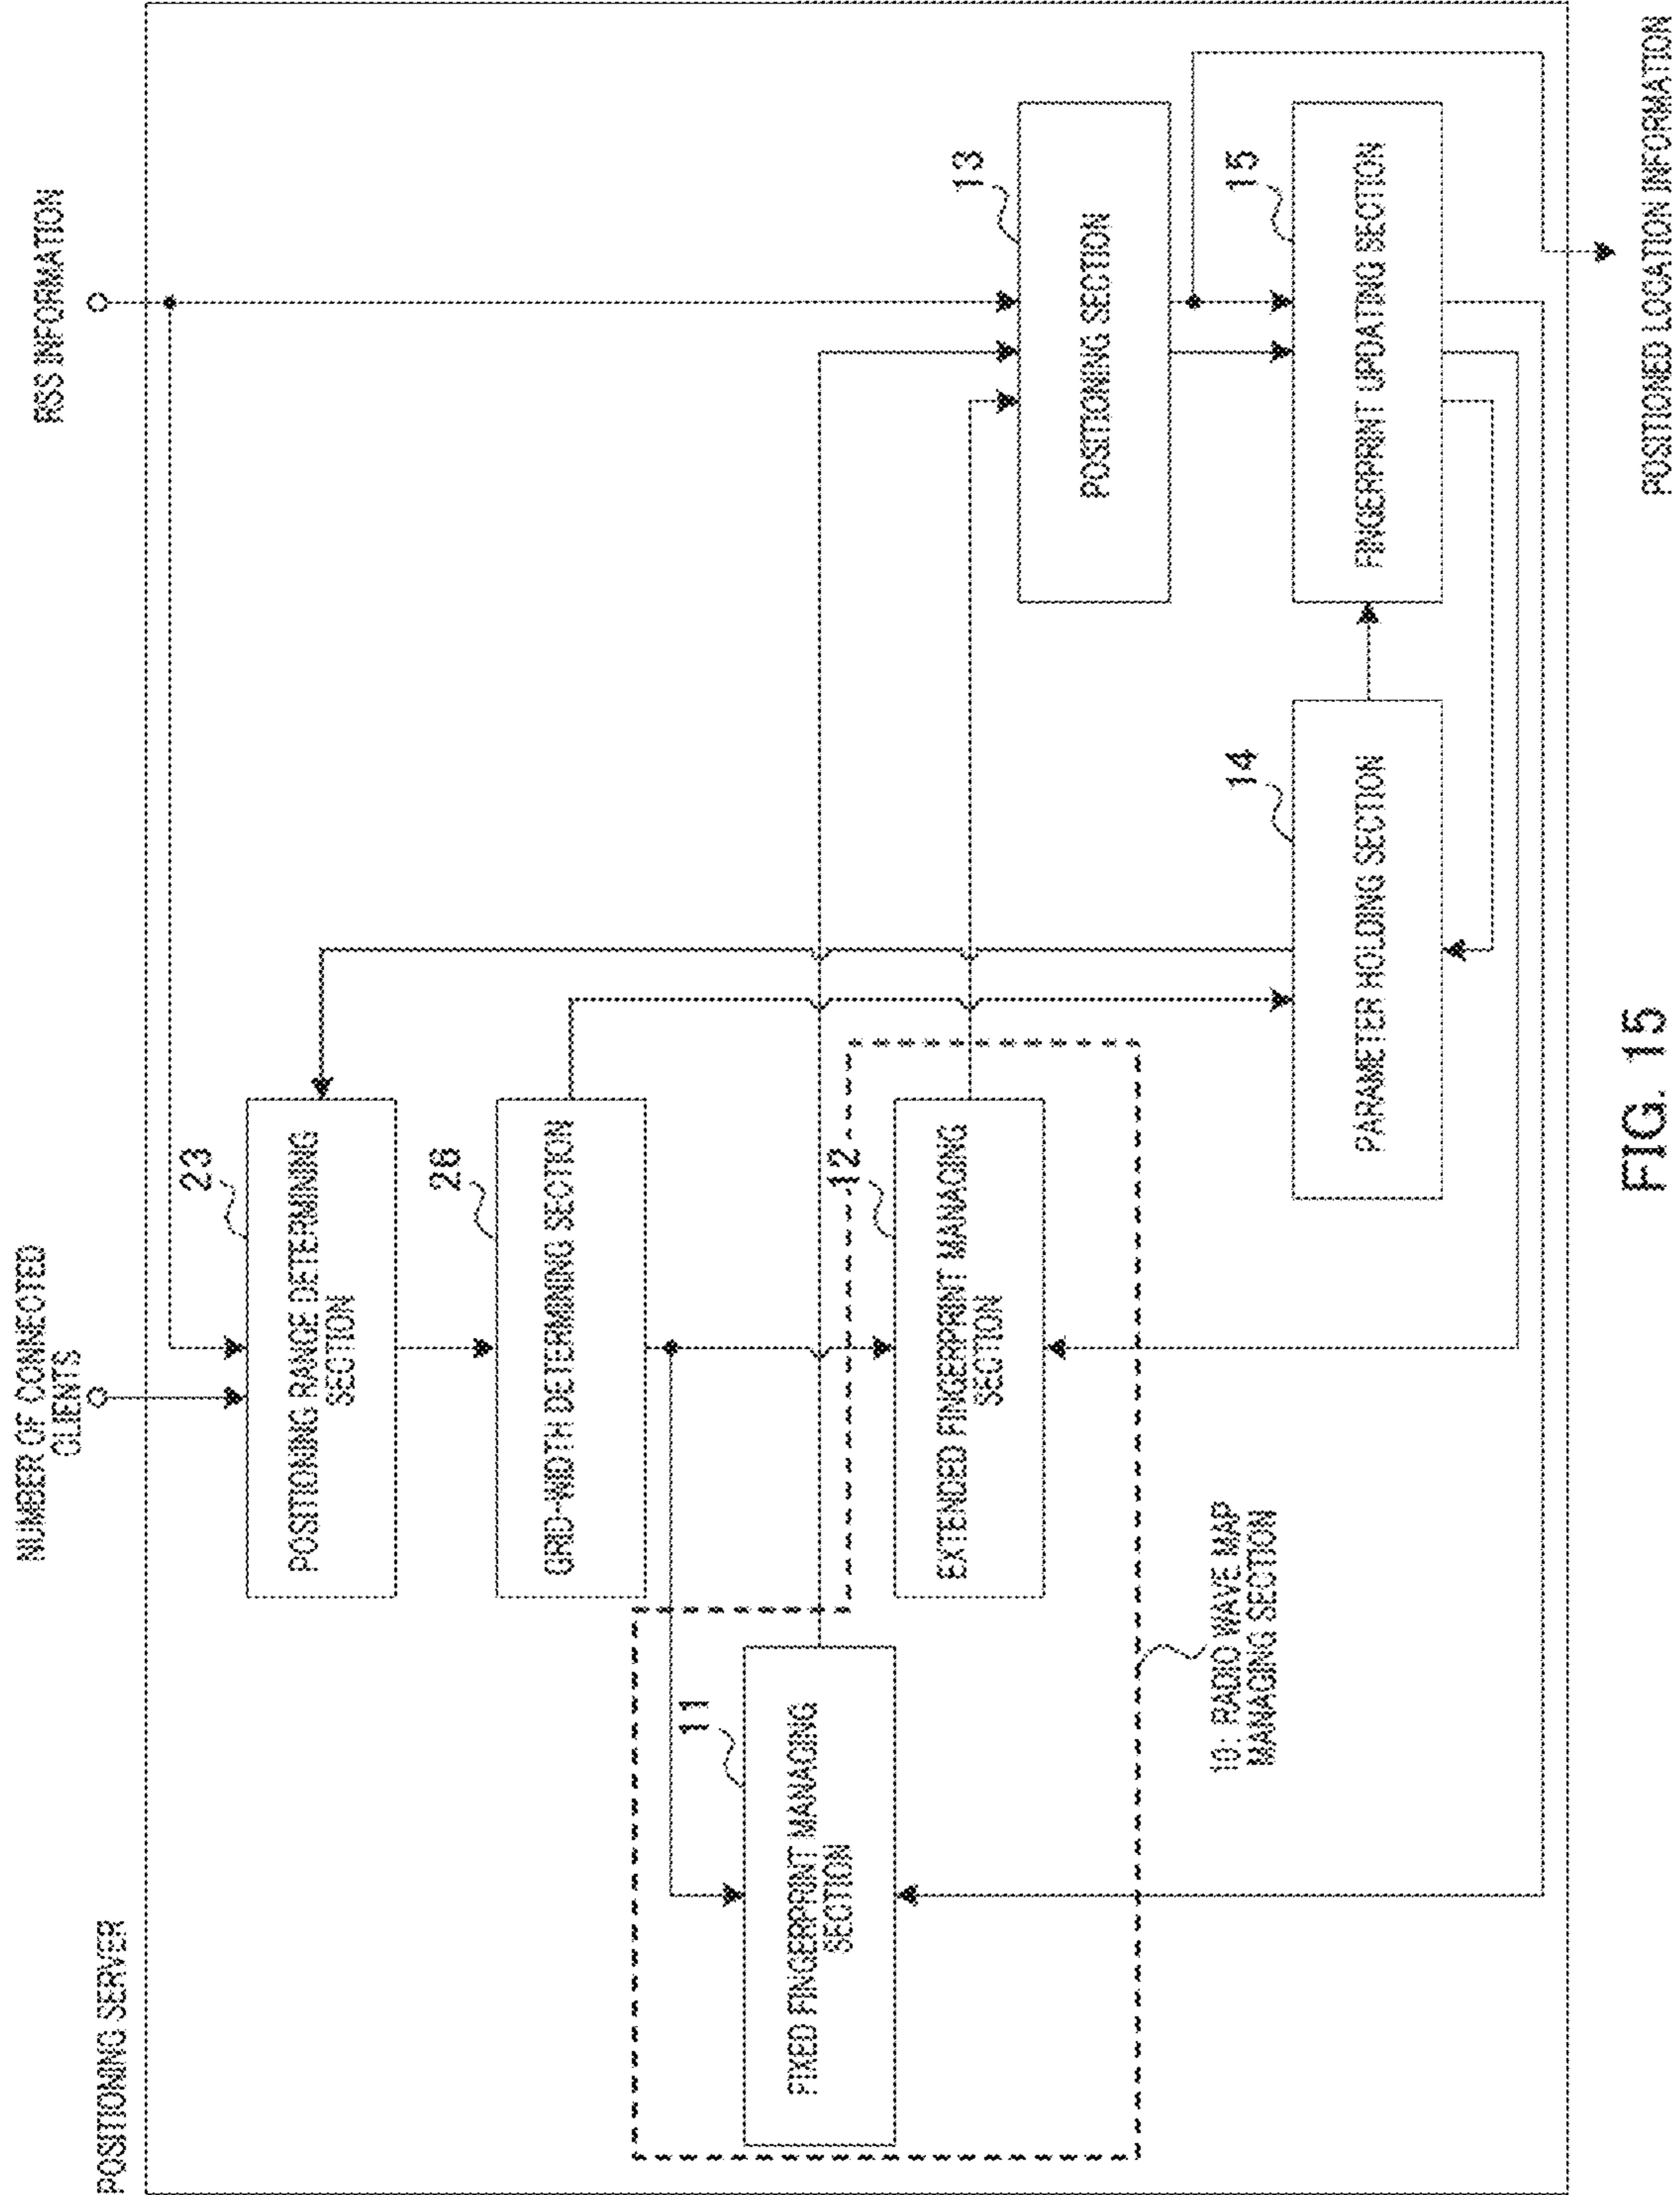 POSITIONING SERVER
NUMBER OF CONNECTED
CLIENTS
RSS INFORMATION
23
POSITIONING RANGE DETERMINING
SECTION
28
GRID-WIDTH DETERMINING SECTION
11
FIXED FINGERPRINT MANAGING
SECTION
12
EXTENDED FINGERPRINT MANAGING
SECTION
10: RADIO WAVE MAP
MANAGING SECTION
13
POSITIONING SECTION
14
PARAMETER HOLDING SECTION
15
FINGERPRINT UPDATING SECTION
POSITIONED LOCATION INFORMATION
FIG. 15